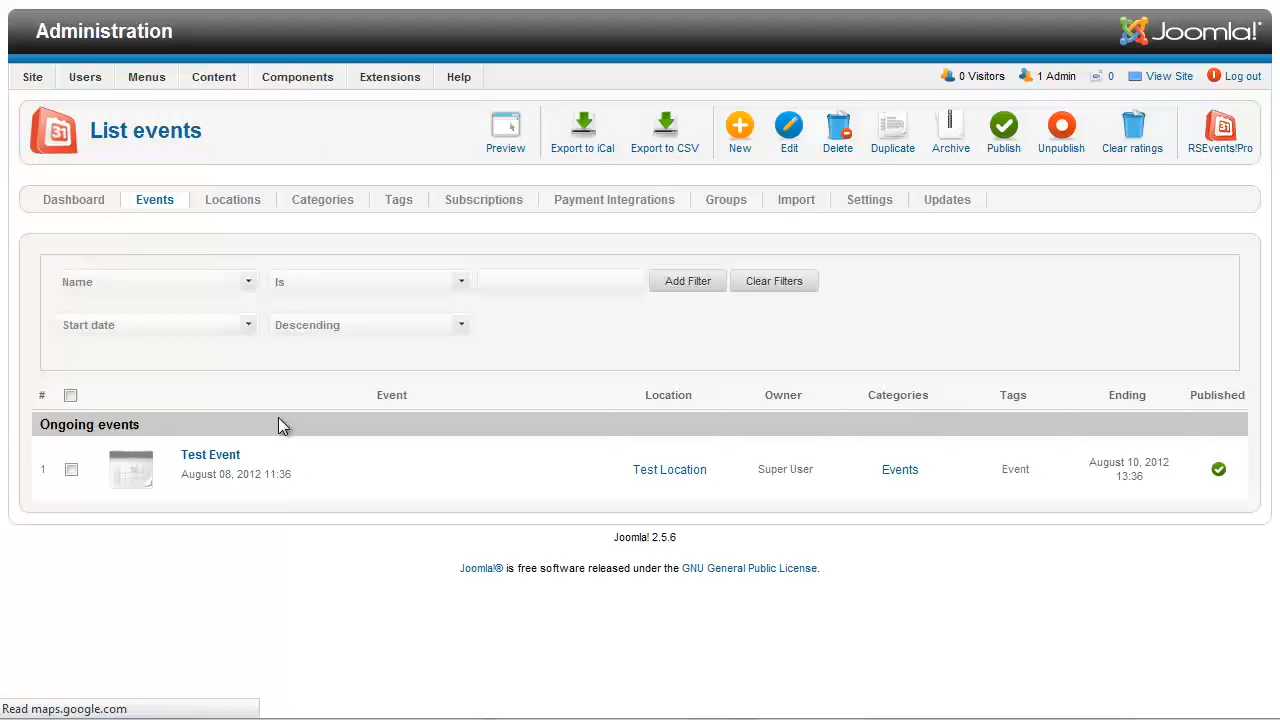 Administration
Joomla!
Site Users Menus Content Components Extensions Help
0 Visitors 1 Admin 0 View Site Log out
31 List events
Preview Export to iCal Export to CSV New Edit Delete Duplicate Archive Publish Unpublish Clear ratings 31 RSEvents!Pro
Dashboard Events Locations Categories Tags Subscriptions Payment Integrations Groups Import Settings Updates
Name Is Add Filter Clear Filters
Start date Descending
# Event Location Owner Categories Tags Ending Published
Ongoing events
1 Test Event Test Location Super User Events Event August 10, 2012
August 08, 2012 11:36 13:36
Joomla! 2.5.6
Joomla!® is free software released under the GNU General Public License.
Read maps.google.com